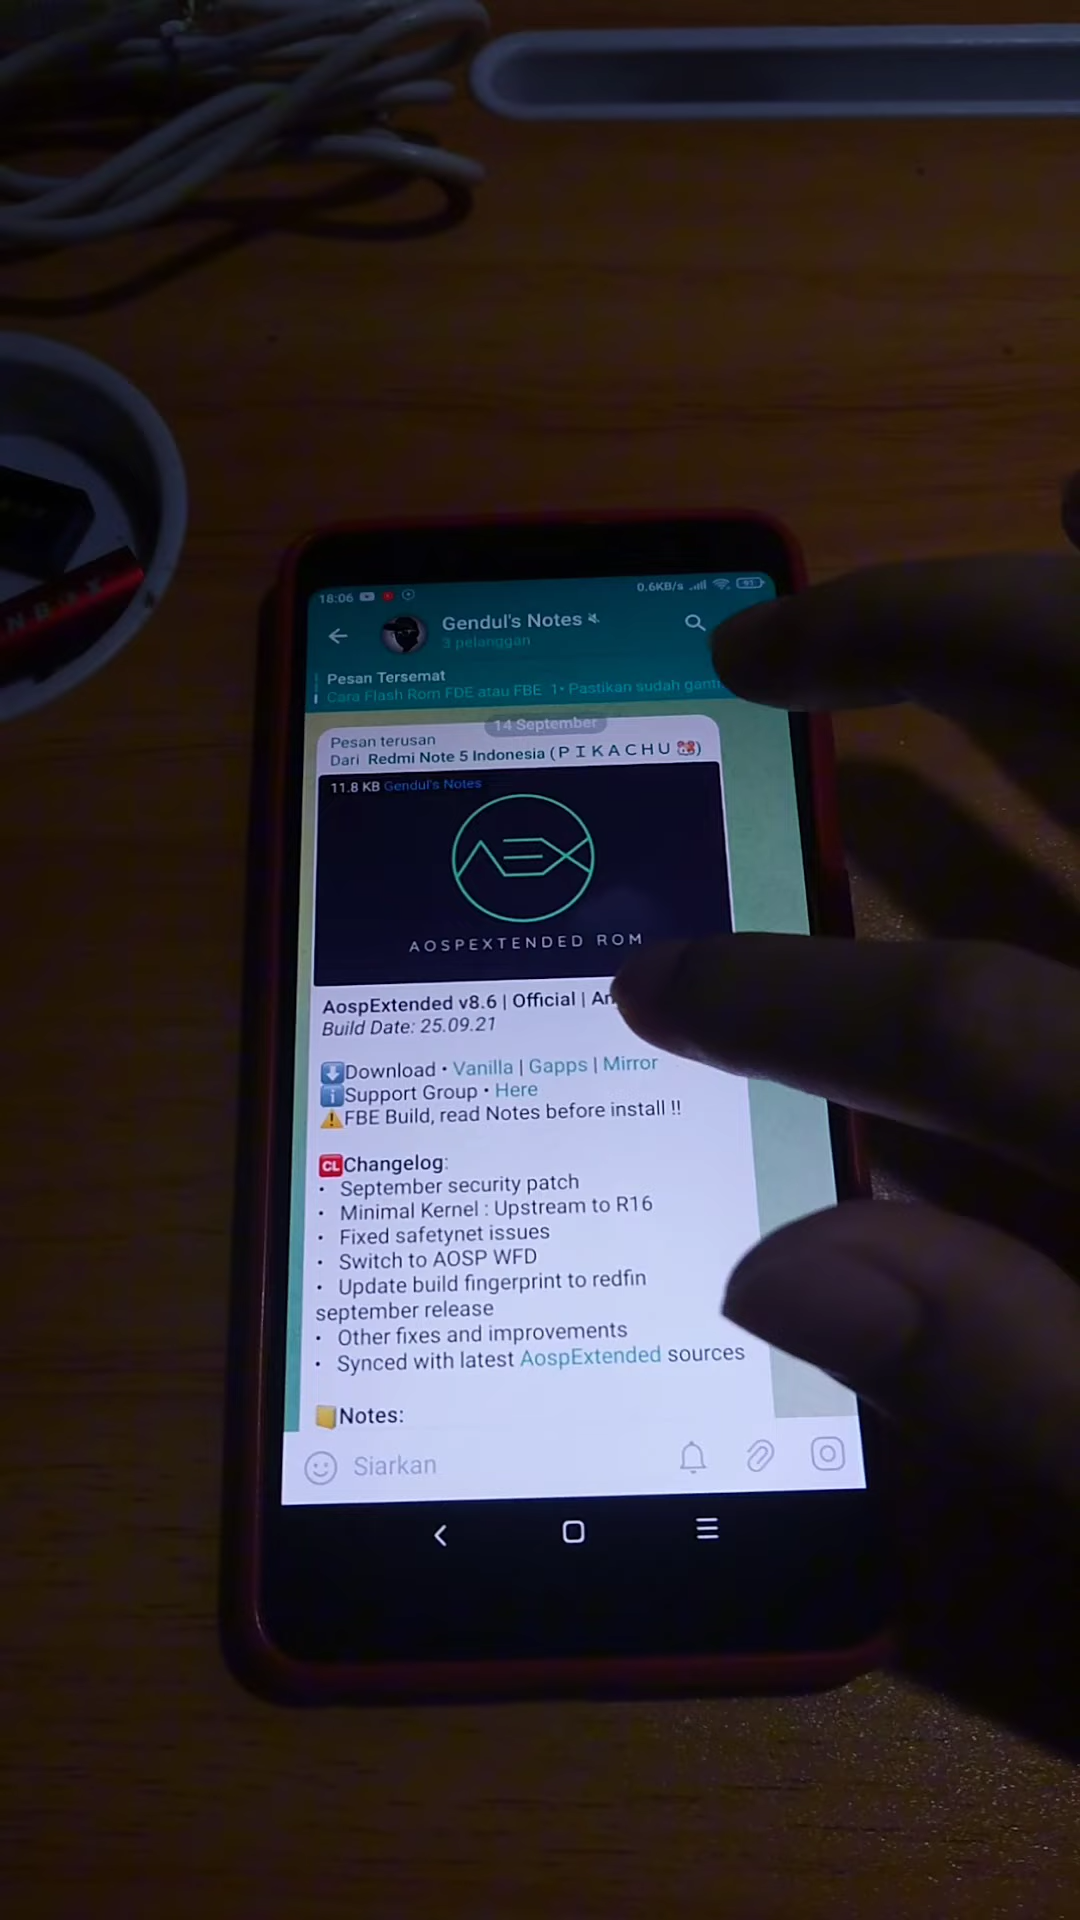 18:06
0.6KB/s
91
Gendul's Notes
3 pelanggan
Pesan Tersemat
Cara Flash Rom FDE atau FBE 1• Pastikan sudah ganti
14 September
Pesan terusan
Dari Redmi Note 5 Indonesia (P I K A C H U)
11.8 KB Gendul's Notes
AEX
AOSPEXTENDED ROM
AospExtended v8.6 | Official |
Build Date: 25.09.21
Download • Vanilla | Gapps | Mirror
Support Group • Here
FBE Build, read Notes before install !!
CL Changelog:
• September security patch
• Minimal Kernel : Upstream to R16
• Fixed safetynet issues
• Switch to AOSP WFD
• Update build fingerprint to redfin
september release
• Other fixes and improvements
• Synced with latest AospExtended sources
Notes:
Siarkan